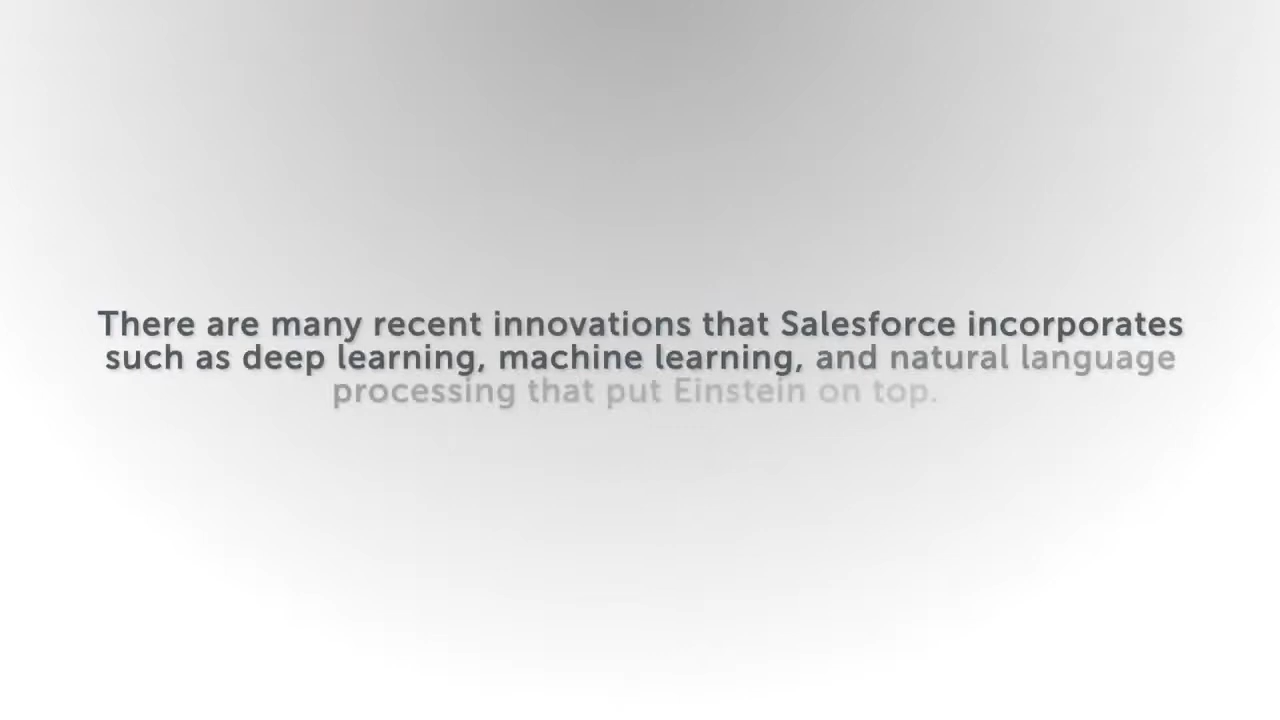 There are many recent innovations that Salesforce incorporates
such as deep learning, machine learning, and natural language
processing that put Einstein on top.